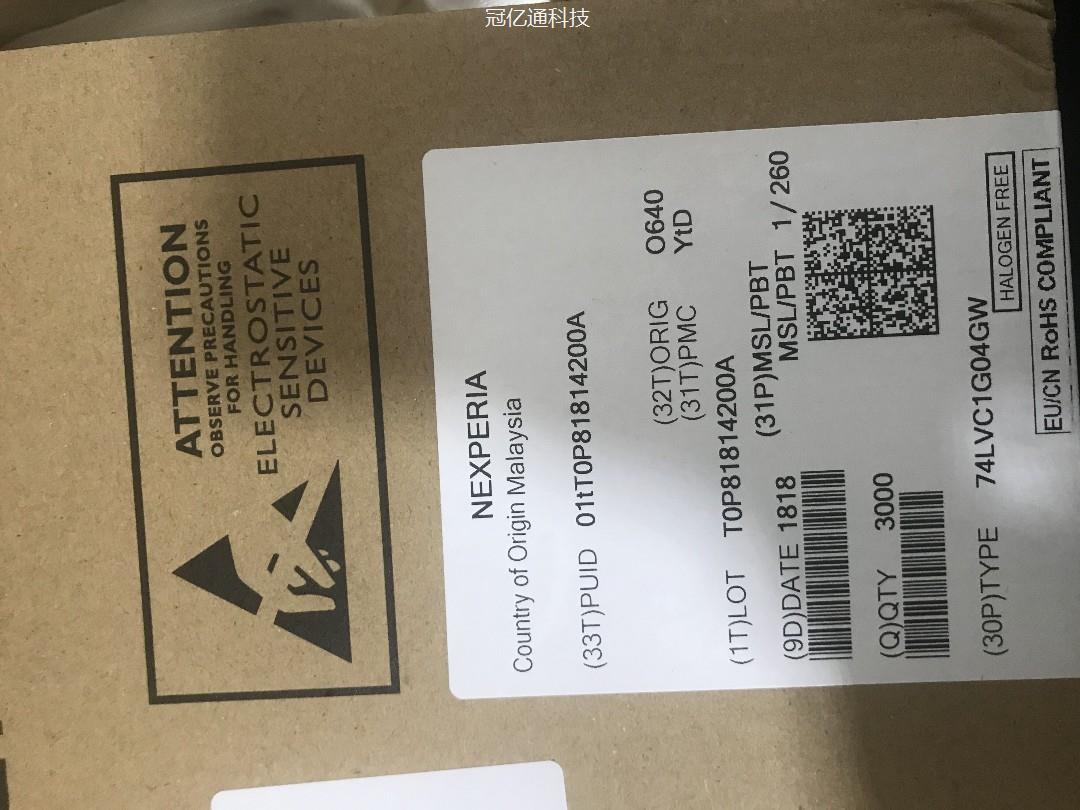 冠亿通科技
ATTENTION
OBSERVE PRECAUTIONS
FOR HANDLING
ELECTROSTATIC
SENSITIVE
DEVICES
NEXPERIA
Country of Origin Malaysia
(33T)PUID 01tT0P81814200A
(32T)ORIG O640
(31T)PMC YtD
(1T)LOT T0P81814200A
(31P)MSL/PBT
MSL/PBT 1/260
(9D)DATE 1818
(Q)QTY 3000
(30P)TYPE 74LVC1G04GW
HALOGEN FREE
EU/CN RoHS COMPLIANT